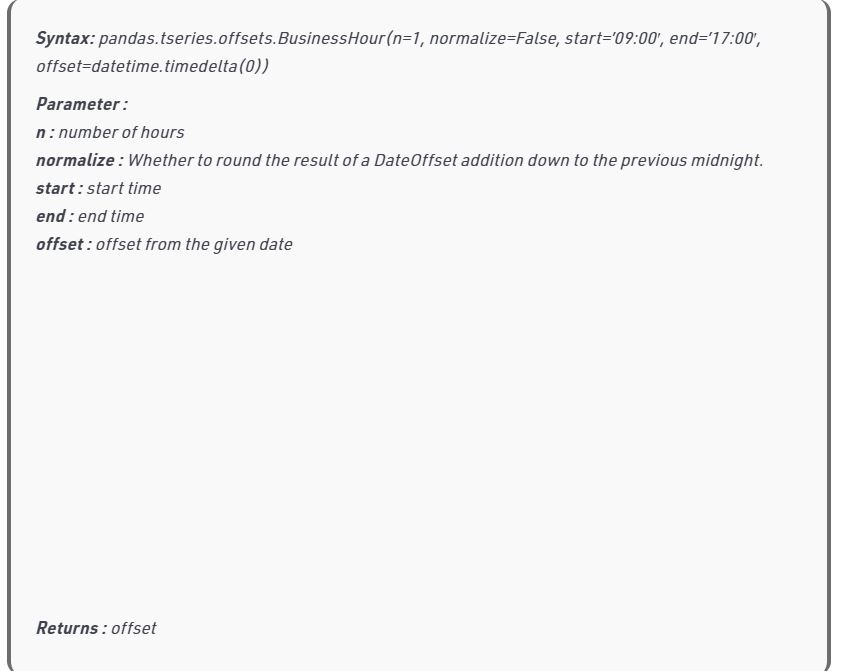 Syntax: pandas.tseries.offsets.BusinessHour(n=1, normalize=False, start=’09:00′, end=’17:00′,
offset=datetime.timedelta(0))
Parameter :
n : number of hours
normalize : Whether to round the result of a DateOffset addition down to the previous midnight.
start : start time
end : end time
offset : offset from the given date
Returns : offset